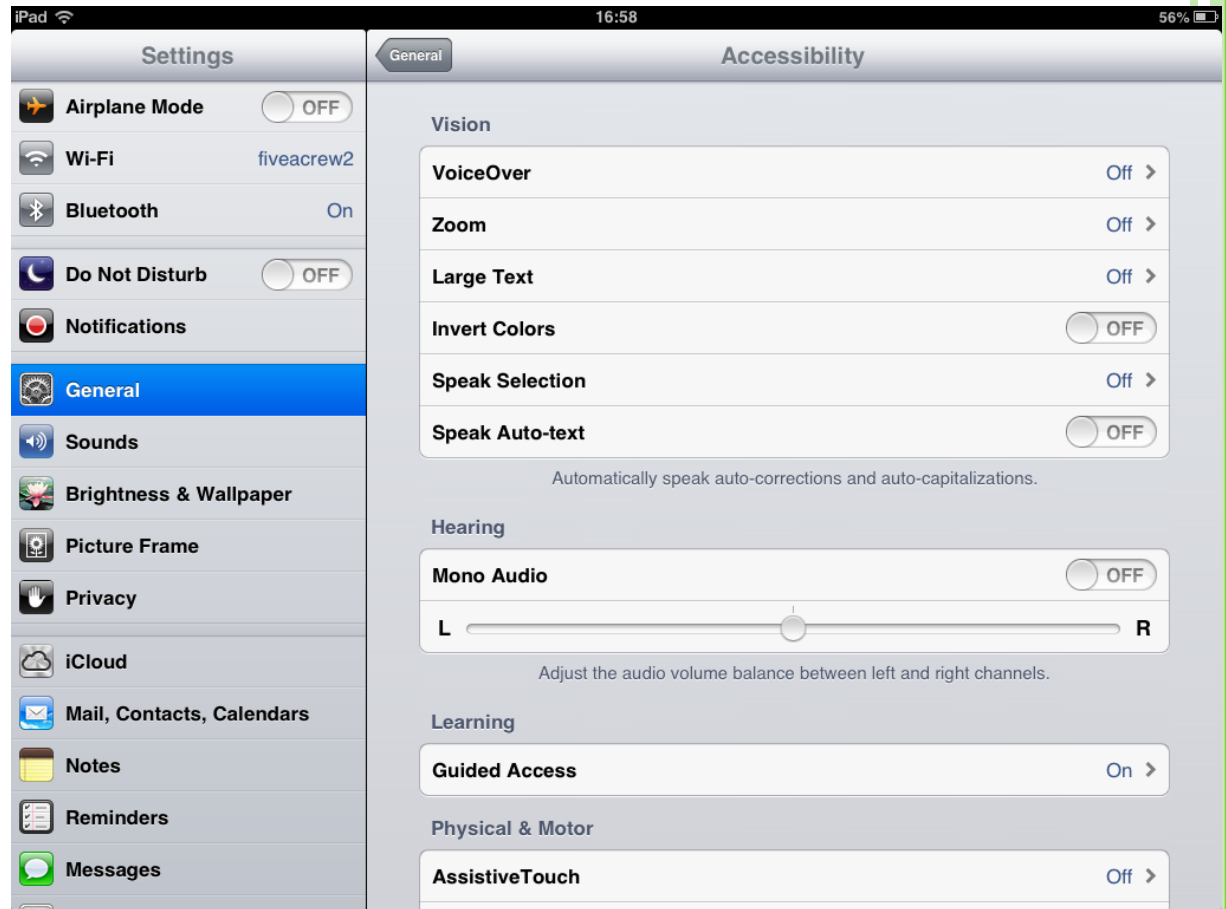 iPad 16:58 56%
Settings
Airplane Mode OFF
Wi-Fi fiveacrew2
Bluetooth On
Do Not Disturb OFF
Notifications
General
Sounds
Brightness & Wallpaper
Picture Frame
Privacy
iCloud
Mail, Contacts, Calendars
Notes
Reminders
Messages
General Accessibility
Vision
VoiceOver Off
Zoom Off
Large Text Off
Invert Colors OFF
Speak Selection Off
Speak Auto-text OFF
Automatically speak auto-corrections and auto-capitalizations.
Hearing
Mono Audio OFF
L R
Adjust the audio volume balance between left and right channels.
Learning
Guided Access On
Physical & Motor
AssistiveTouch Off